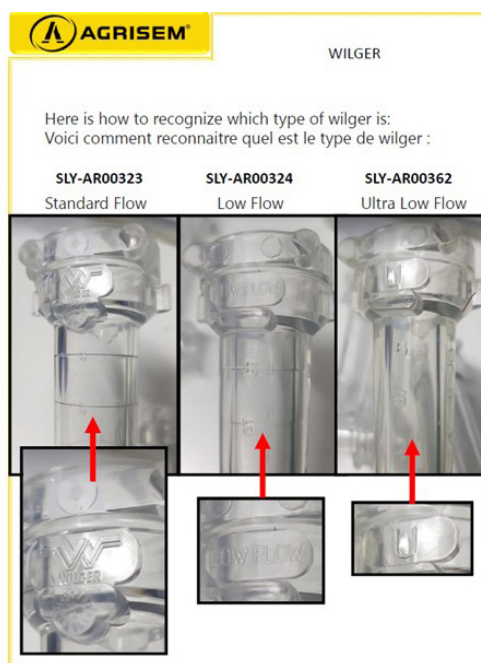 AGRISEM®
WILGER
Here is how to recognize which type of wilger is:
Voici comment reconnaitre quel est le type de wilger :
SLY-AR00323
SLY-AR00324
SLY-AR00362
Standard Flow
Low Flow
Ultra Low Flow
W
LOW FLOW
U
W
WILGER
LOW FLOW
U